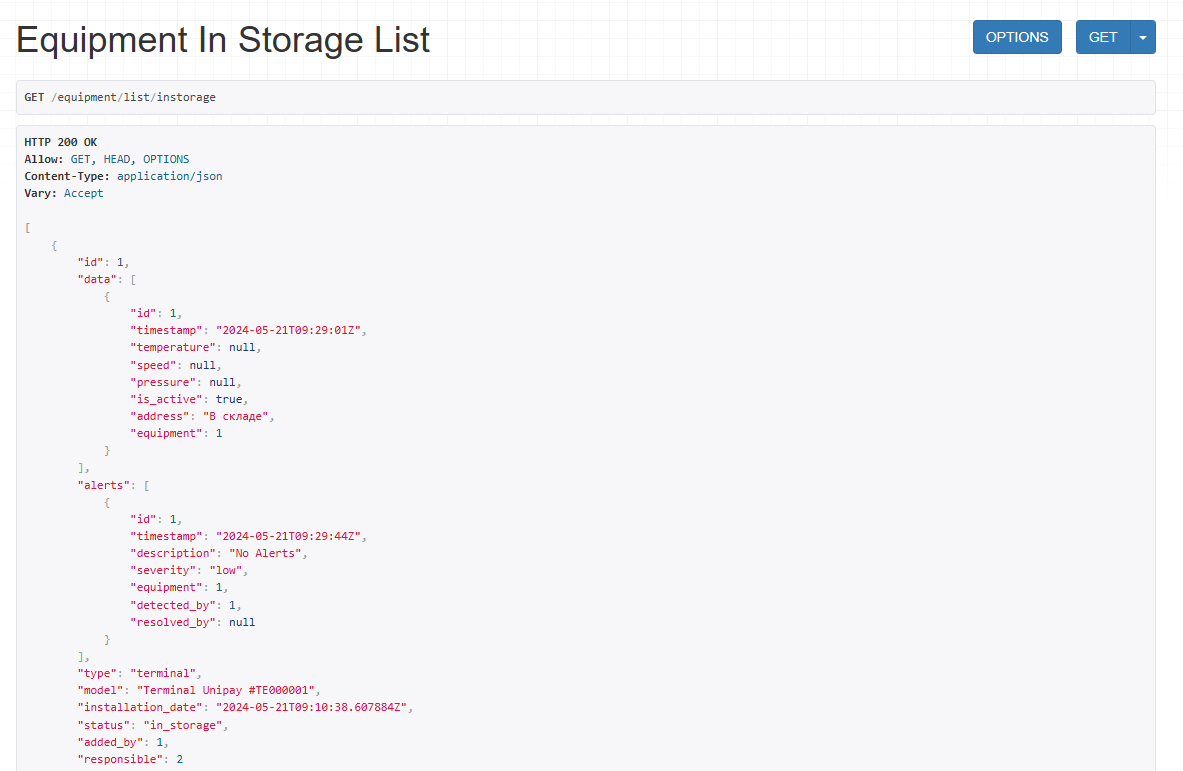 Equipment In Storage List
OPTIONS
GET
GET /equipment/list/instorage
HTTP 200 OK
Allow: GET, HEAD, OPTIONS
Content-Type: application/json
Vary: Accept
[
    {
        "id": 1,
        "data": [
            {
                "id": 1,
                "timestamp": "2024-05-21T09:29:01Z",
                "temperature": null,
                "speed": null,
                "pressure": null,
                "is_active": true,
                "address": "В складе",
                "equipment": 1
            }
        ],
        "alerts": [
            {
                "id": 1,
                "timestamp": "2024-05-21T09:29:44Z",
                "description": "No Alerts",
                "severity": "low",
                "equipment": 1,
                "detected_by": 1,
                "resolved_by": null
            }
        ],
        "type": "terminal",
        "model": "Terminal Unipay #TE000001",
        "installation_date": "2024-05-21T09:10:38.607884Z",
        "status": "in_storage",
        "added_by": 1,
        "responsible": 2